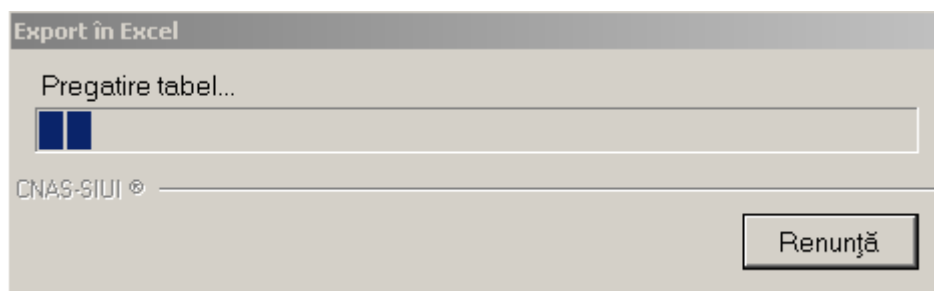 Export în Excel
Pregatire tabel...
CNAS-SIUI ®
Renunţă